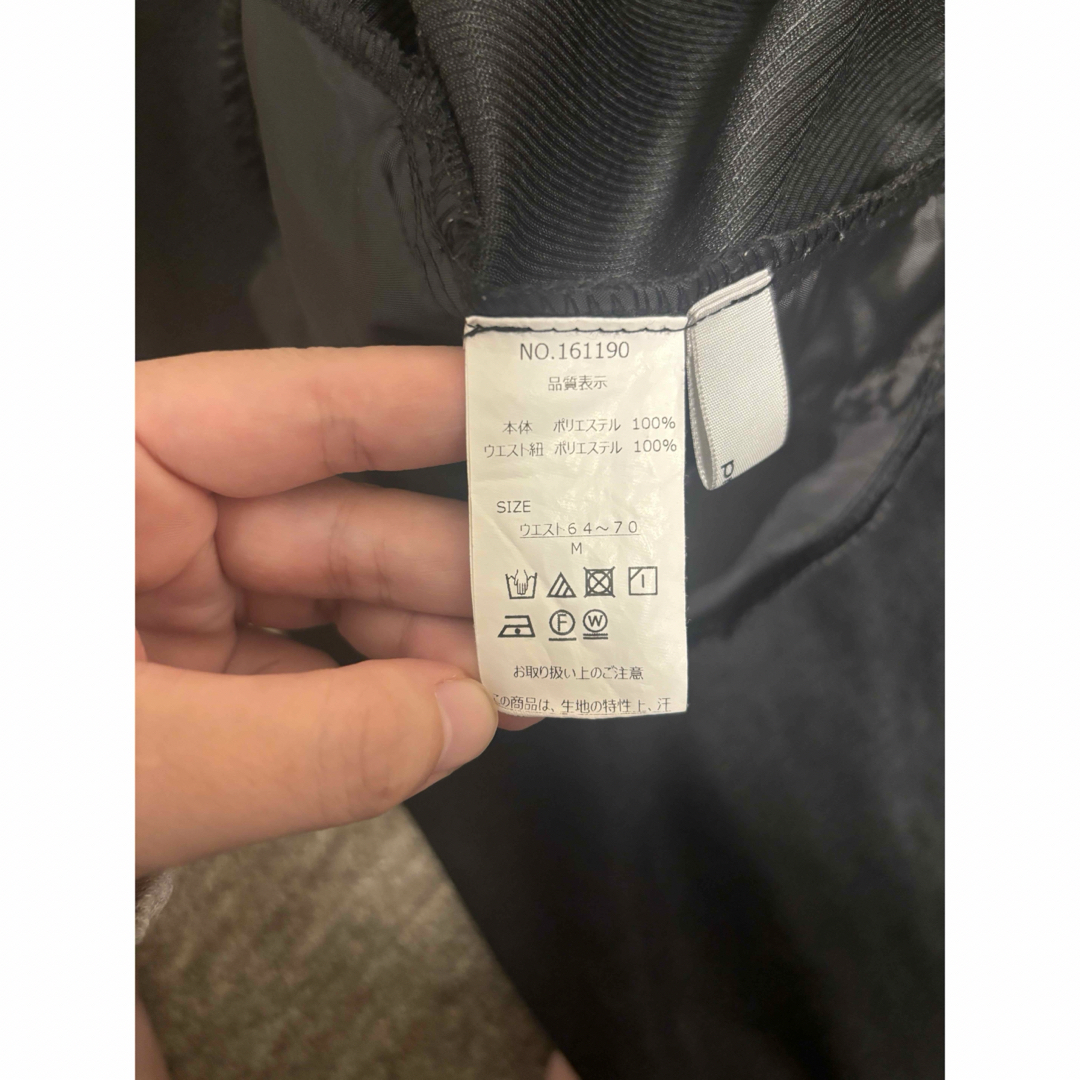 NO.161190
品質表示
本体 ポリエステル 100%
ウエスト紐 ポリエステル 100%
SIZE
ウエスト64～70
M
F W
お取り扱い上のご注意
この商品は、生地の特性上、汗